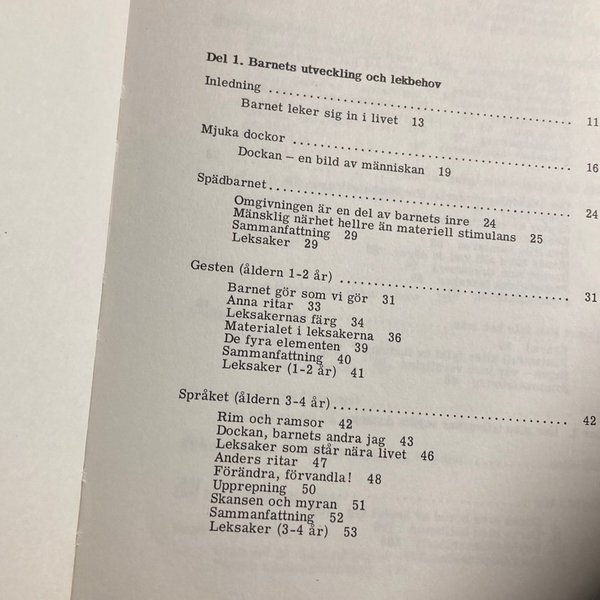 Del 1. Barnets utveckling och lekbehov
Inledning ........................................ 11
Barnet leker sig in i livet 13
Mjuka dockor ........................................ 16
Dockan – en bild av människan 19
Spädbarnet ........................................ 24
Omgivningen är en del av barnets inre 24
Mänsklig närhet hellre än materiell stimulans 25
Sammanfattning 29
Leksaker 29
Gesten (åldern 1-2 år) ........................................ 31
Barnet gör som vi gör 31
Anna ritar 33
Leksakernas färg 34
Materialet i leksakerna 36
De fyra elementen 39
Sammanfattning 40
Leksaker (1-2 år) 41
Språket (åldern 3-4 år) ........................................ 42
Rim och ramsor 42
Dockan, barnets andra jag 43
Leksaker som står nära livet 46
Anders ritar 47
Förändra, förvandla! 48
Upprepning 50
Skansen och myran 51
Sammanfattning 52
Leksaker (3-4 år) 53